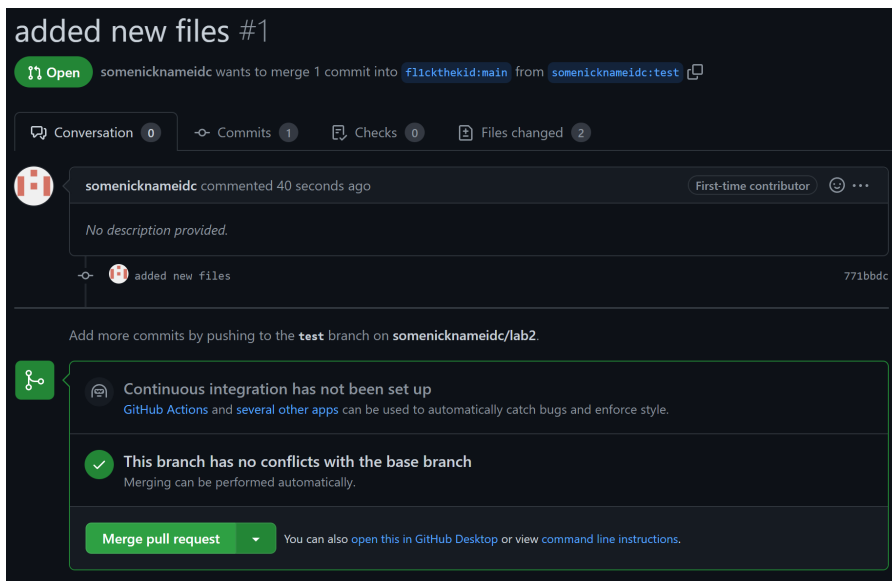 added new files #1
Open somenicknameidc wants to merge 1 commit into fl1ckthekid:main from somenicknameidc:test
Conversation 0 Commits 1 Checks 0 Files changed 2
somenicknameidc commented 40 seconds ago First-time contributor
No description provided.
added new files 771bbdc
Add more commits by pushing to the test branch on somenicknameidc/lab2.
Continuous integration has not been set up
GitHub Actions and several other apps can be used to automatically catch bugs and enforce style.
This branch has no conflicts with the base branch
Merging can be performed automatically.
Merge pull request You can also open this in GitHub Desktop or view command line instructions.